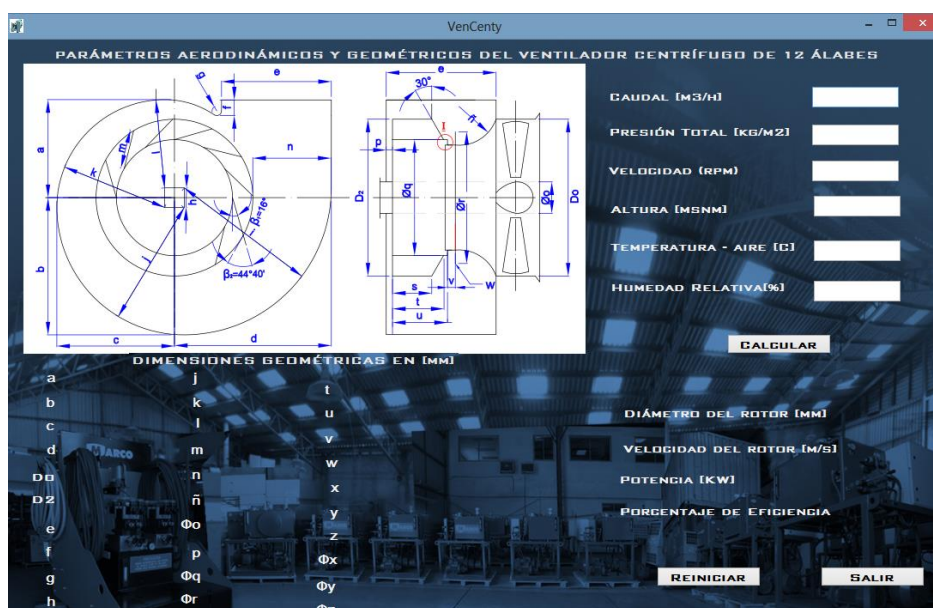 VenCenty
PARÁMETROS AERODINÁMICOS Y GEOMÉTRICOS DEL VENTILADOR CENTRÍFUGO DE 12 ÁLABES
e
g
f
30°
e
ñ
I
a
l
m
n
p
k
D₂
Øq
Ør
Øo
Do
h
i
β₁=16°
b
j
β₂=44°40'
s
v
w
t
u
c
d
CAUDAL [M3/H]
PRESIÓN TOTAL [KG/M2]
VELOCIDAD (RPM)
ALTURA [MSNM]
TEMPERATURA - AIRE [C]
HUMEDAD RELATIVA[%]
CALCULAR
DIMENSIONES GEOMÉTRICAS EN [MM]
a
b
c
d
Do
D2
e
f
g
h
j
k
l
m
n
ñ
Φo
p
Φq
Φr
t
u
v
w
x
y
z
Φx
Φy
MARCO
DIÁMETRO DEL ROTOR [MM]
VELOCIDAD DEL ROTOR [M/S]
POTENCIA [KW]
PORCENTAJE DE EFICIENCIA
REINICIAR
SALIR